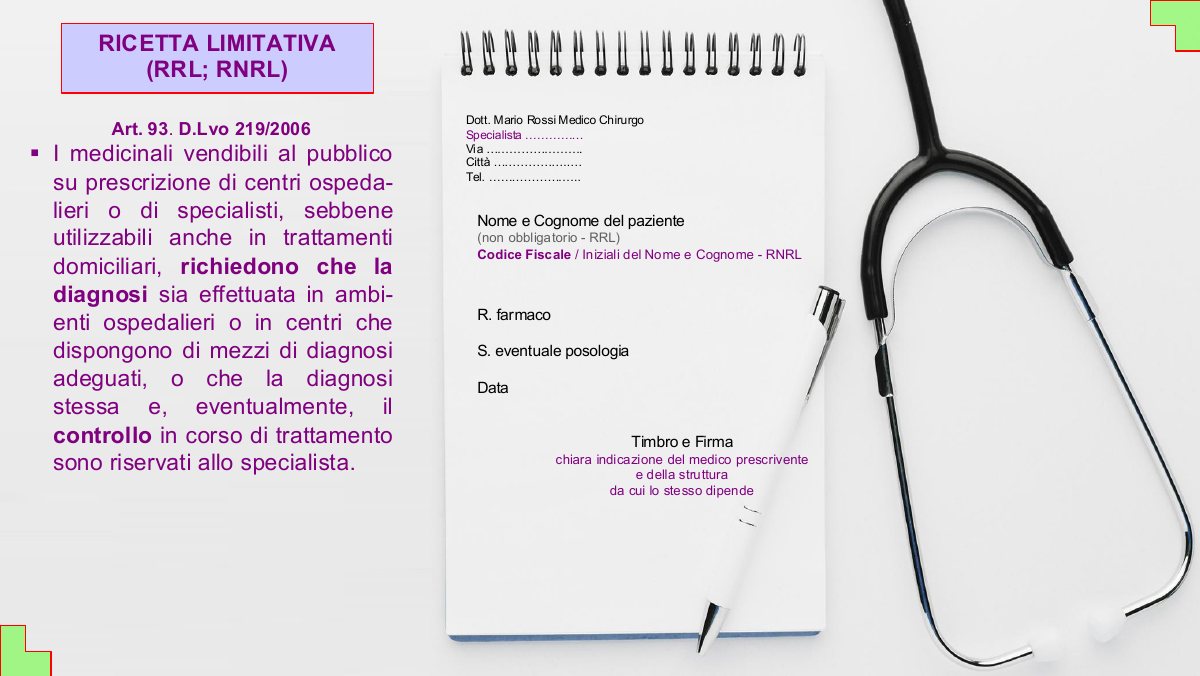 RICETTA LIMITATIVA
(RRL; RNRL)
Art. 93. D.Lvo 219/2006
▪ I medicinali vendibili al pubblico
su prescrizione di centri ospeda-
lieri o di specialisti, sebbene
utilizzabili anche in trattamenti
domiciliari, richiedono che la
diagnosi sia effettuata in ambi-
enti ospedalieri o in centri che
dispongono di mezzi di diagnosi
adeguati, o che la diagnosi
stessa e, eventualmente, il
controllo in corso di trattamento
sono riservati allo specialista.
Dott. Mario Rossi Medico Chirurgo
Specialista ..............
Via ........................
Città ......................
Tel. .......................
Nome e Cognome del paziente
(non obbligatorio - RRL)
Codice Fiscale / Iniziali del Nome e Cognome - RNRL
R. farmaco
S. eventuale posologia
Data
Timbro e Firma
chiara indicazione del medico prescrivente
e della struttura
da cui lo stesso dipende